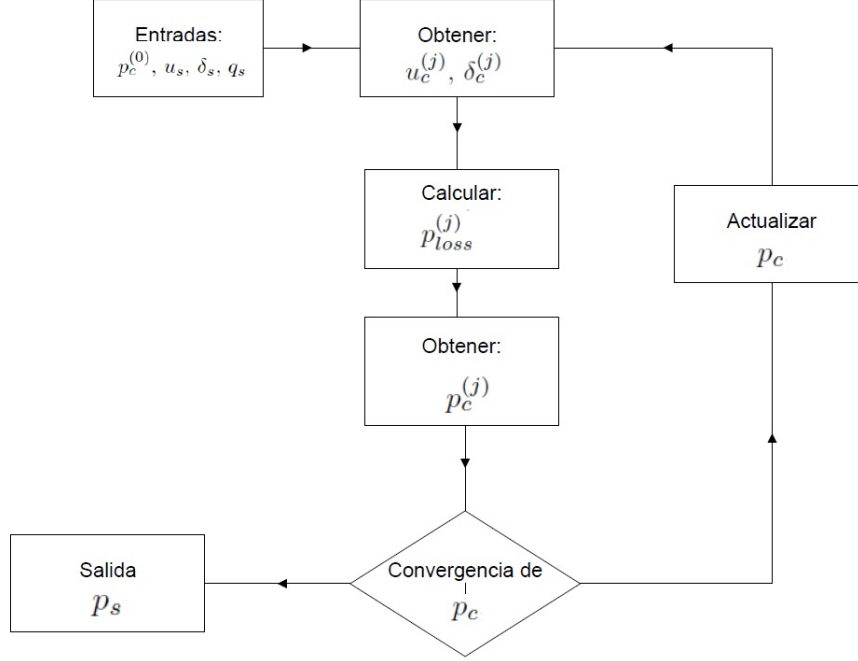 Entradas:
p_c^{(0)}, u_s, δ_s, q_s
Obtener:
u_c^{(j)}, δ_c^{(j)}
Calcular:
p_{loss}^{(j)}
Obtener:
p_c^{(j)}
Actualizar
p_c
Convergencia de
p_c
Salida
p_s